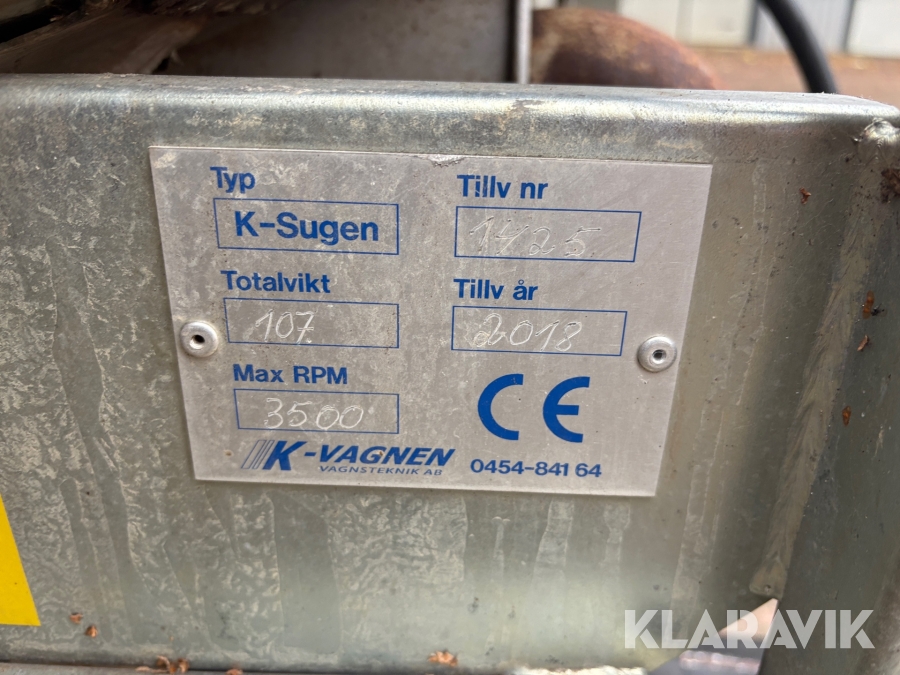 Typ
K-Sugen
Tillv nr
1425
Totalvikt
107
Tillv år
2018
Max RPM
3500
CE
K-VAGNEN
VAGNSTEKNIK AB
0454-841 64
KLARAVIK